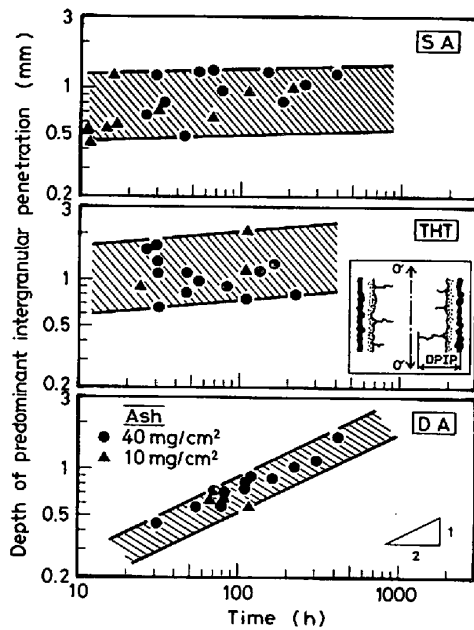 Depth of predominant intergranular penetration (mm)
3
SA
1
0.5
0.2
3
THT
1
0.5
0.2
σ
σ
DPIP
3
DA
Ash
● 40 mg/cm²
▲ 10 mg/cm²
1
0.5
0.2
1
2
10 100 1000
Time (h)